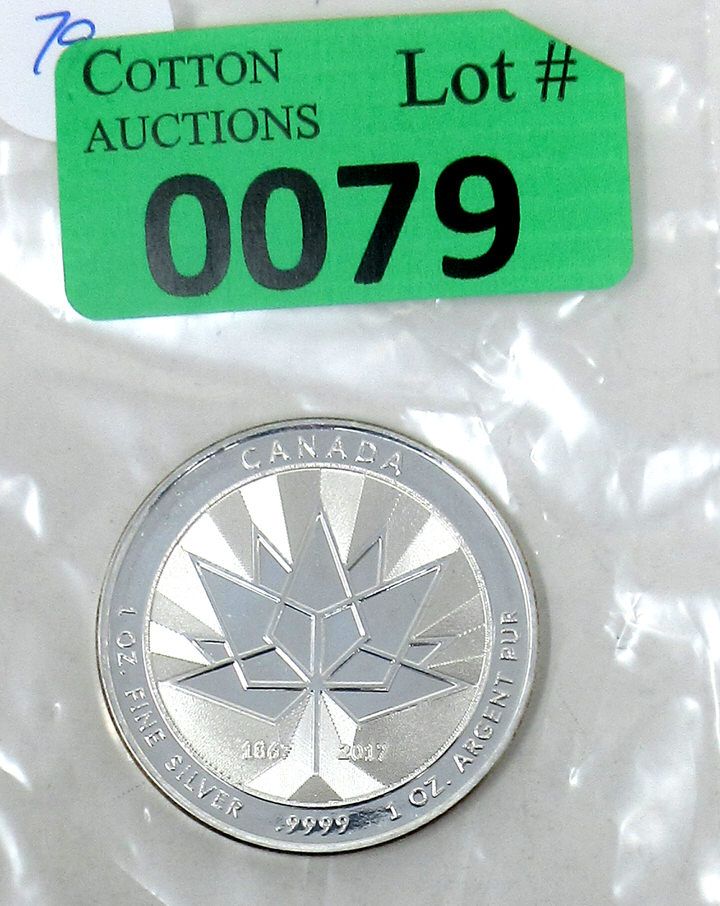 79
COTTON
AUCTIONS
Lot #
0079
CANADA
1867 2017
1 OZ. FINE SILVER .9999 1 OZ. ARGENT PUR